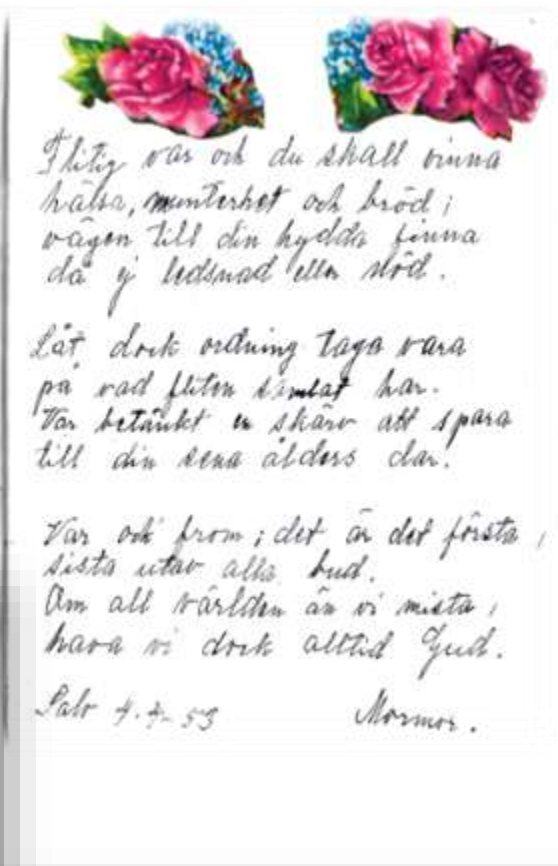 Flitig var och du skall vinna
hälsa, munterhet och bröd;
vägen till din hydda finna
då ej ledsnad eller nöd.
Låt dock ordning taga vara
på vad fliten samlat har.
Var betänkt en skärv att spara
till din sena ålders dar.
Var ock from; det är det första,
sista utav alla bud.
Om all världen än vi mista,
hava vi dock alltid Gud.
Salo 4.4-53 Mormor.